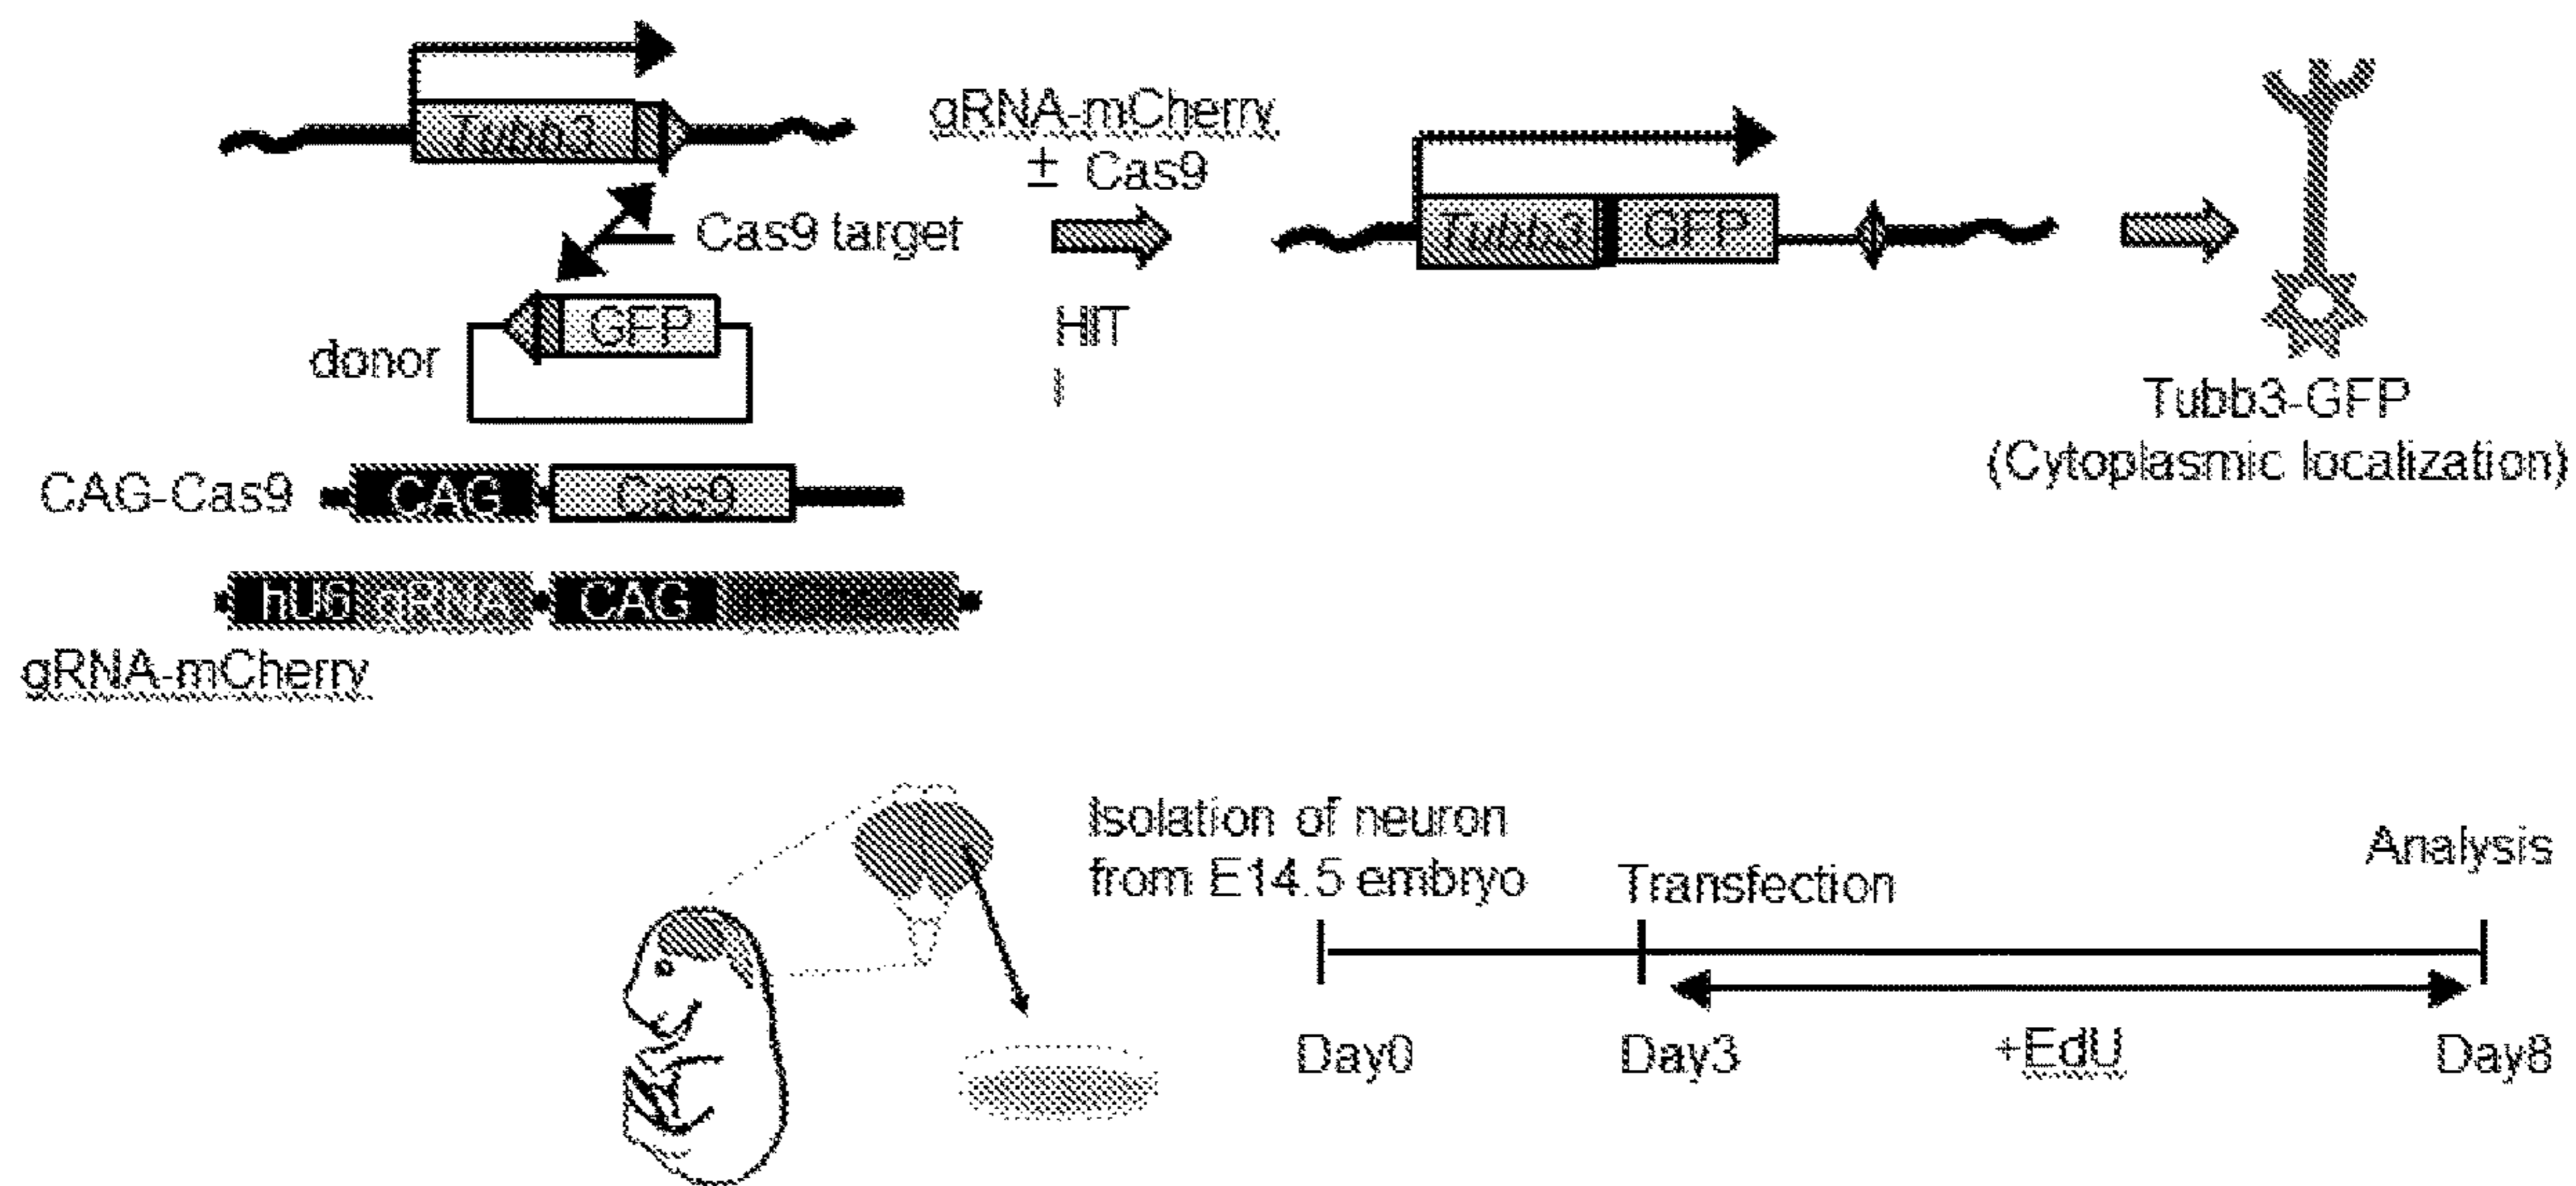 Tubb3
gRNA-mCherry
± Cas9
Cas9 target
Tubb3
GFP
GFP
donor
HIT
I
Tubb3-GFP
(Cytoplasmic localization)
CAG-Cas9
CAG
Cas9
hU6
gRNA
CAG
gRNA-mCherry
Isolation of neuron
from E14.5 embryo
Transfection
Analysis
Day0
Day3
+EdU
Day8